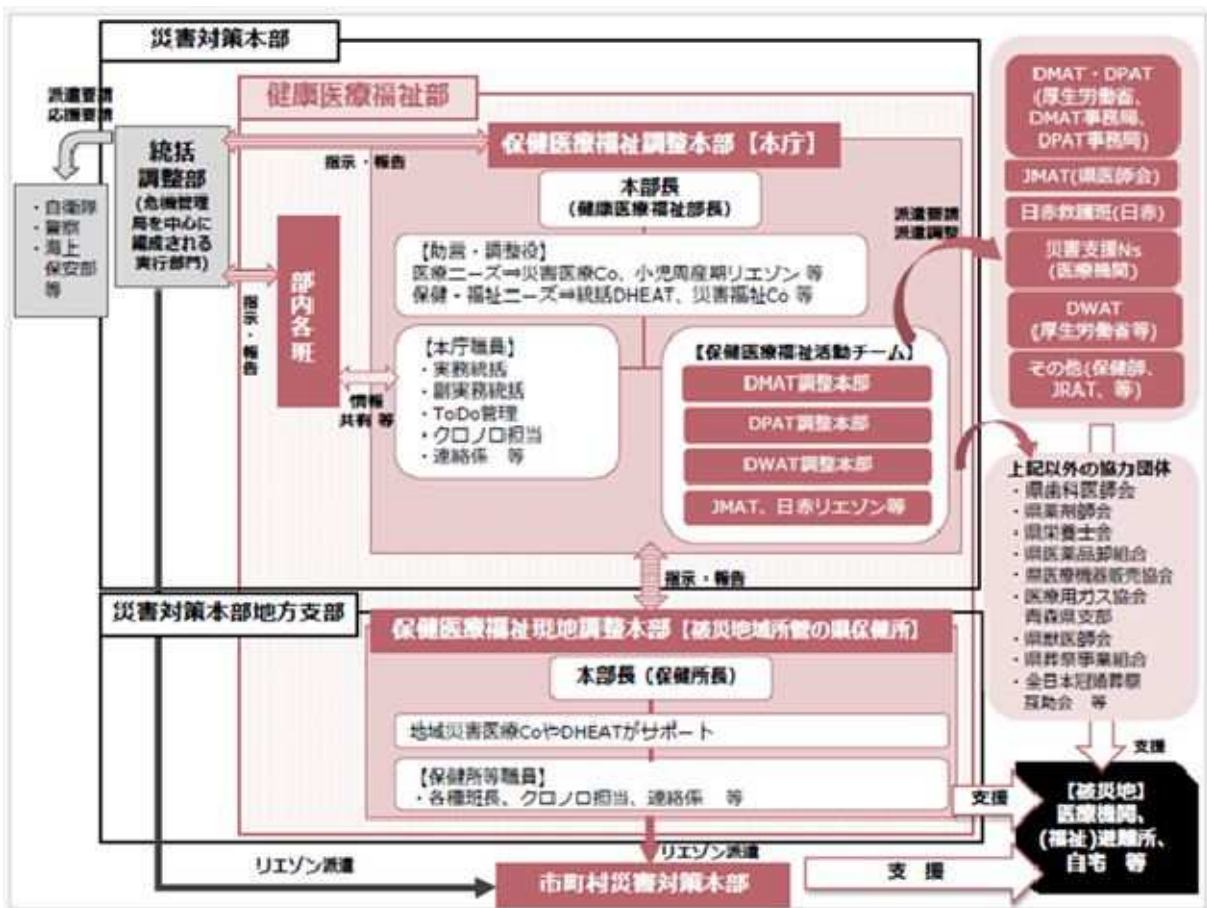 災害対策本部
健康医療福祉部
派遣要請
応援要請
統括
調整部
(危機管理
局を中心に
編成される
実行部門)
・自衛隊
・警察
・海上
保安部
等
指示・報告
指示・報告
部内各班
情報
共有 等
保健医療福祉調整本部【本庁】
本部長
(健康医療福祉部長)
【助言・調整役】
医療ニーズ⇒災害医療Co、小児周産期リエゾン 等
保健・福祉ニーズ⇒統括DHEAT、災害福祉Co 等
【本庁職員】
・実務統括
・副実務統括
・ToDo管理
・クロノロ担当
・連絡係 等
【保健医療福祉活動チーム】
DMAT調整本部
DPAT調整本部
DWAT調整本部
JMAT、日赤リエゾン等
派遣要請
派遣調整
DMAT・DPAT
(厚生労働省、
DMAT事務局、
DPAT事務局)
JMAT(県医師会)
日赤救護班(日赤)
災害支援Ns
(医療機関)
DWAT
(厚生労働省等)
その他(保健師、
JRAT、等)
上記以外の協力団体
・県歯科医師会
・県薬剤師会
・県栄養士会
・県医薬品卸組合
・県医療機器販売協会
・医療用ガス協会
青森県支部
・県獣医師会
・県葬祭事業組合
・全日本冠婚葬祭
互助会 等
支援
指示・報告
災害対策本部地方支部
保健医療福祉現地調整本部【被災地域所管の県保健所】
本部長(保健所長)
地域災害医療CoやDHEATがサポート
【保健所等職員】
・各種班長、クロノロ担当、連絡係 等
支援
【被災地】
医療機関、
(福祉)避難所、
自宅 等
リエゾン派遣
リエゾン派遣
市町村災害対策本部
支 援